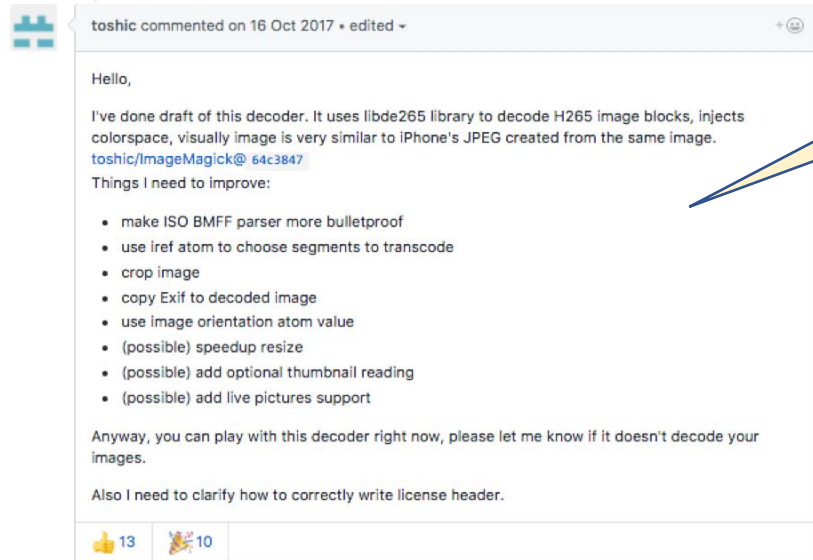 toshic commented on 16 Oct 2017 • edited
Hello,
I've done draft of this decoder. It uses libde265 library to decode H265 image blocks, injects
colorspace, visually image is very similar to iPhone's JPEG created from the same image.
toshic/ImageMagick@ 64c3847
Things I need to improve:
• make ISO BMFF parser more bulletproof
• use iref atom to choose segments to transcode
• crop image
• copy Exif to decoded image
• use image orientation atom value
• (possible) speedup resize
• (possible) add optional thumbnail reading
• (possible) add live pictures support
Anyway, you can play with this decoder right now, please let me know if it doesn't decode your
images.
Also I need to clarify how to correctly write license header.
👍 13 🎉 10